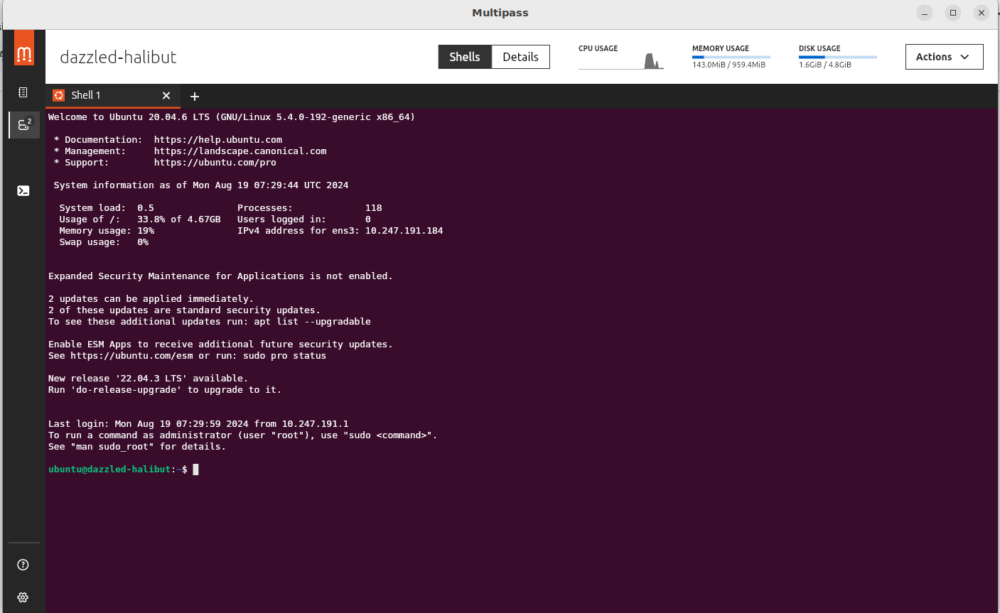 Multipass
dazzled-halibut
Shells Details
CPU USAGE
MEMORY USAGE
143.0MiB / 959.4MiB
DISK USAGE
1.6GiB / 4.8GiB
Actions
2
Shell 1
Welcome to Ubuntu 20.04.6 LTS (GNU/Linux 5.4.0-192-generic x86_64)
* Documentation:  https://help.ubuntu.com
* Management:     https://landscape.canonical.com
* Support:        https://ubuntu.com/pro
System information as of Mon Aug 19 07:29:44 UTC 2024
System load:  0.5               Processes:             118
Usage of /:   33.8% of 4.67GB   Users logged in:       0
Memory usage: 19%               IPv4 address for ens3: 10.247.191.184
Swap usage:   0%
Expanded Security Maintenance for Applications is not enabled.
2 updates can be applied immediately.
2 of these updates are standard security updates.
To see these additional updates run: apt list --upgradable
Enable ESM Apps to receive additional future security updates.
See https://ubuntu.com/esm or run: sudo pro status
New release '22.04.3 LTS' available.
Run 'do-release-upgrade' to upgrade to it.
Last login: Mon Aug 19 07:29:59 2024 from 10.247.191.1
To run a command as administrator (user "root"), use "sudo <command>".
See "man sudo_root" for details.
ubuntu@dazzled-halibut:~$